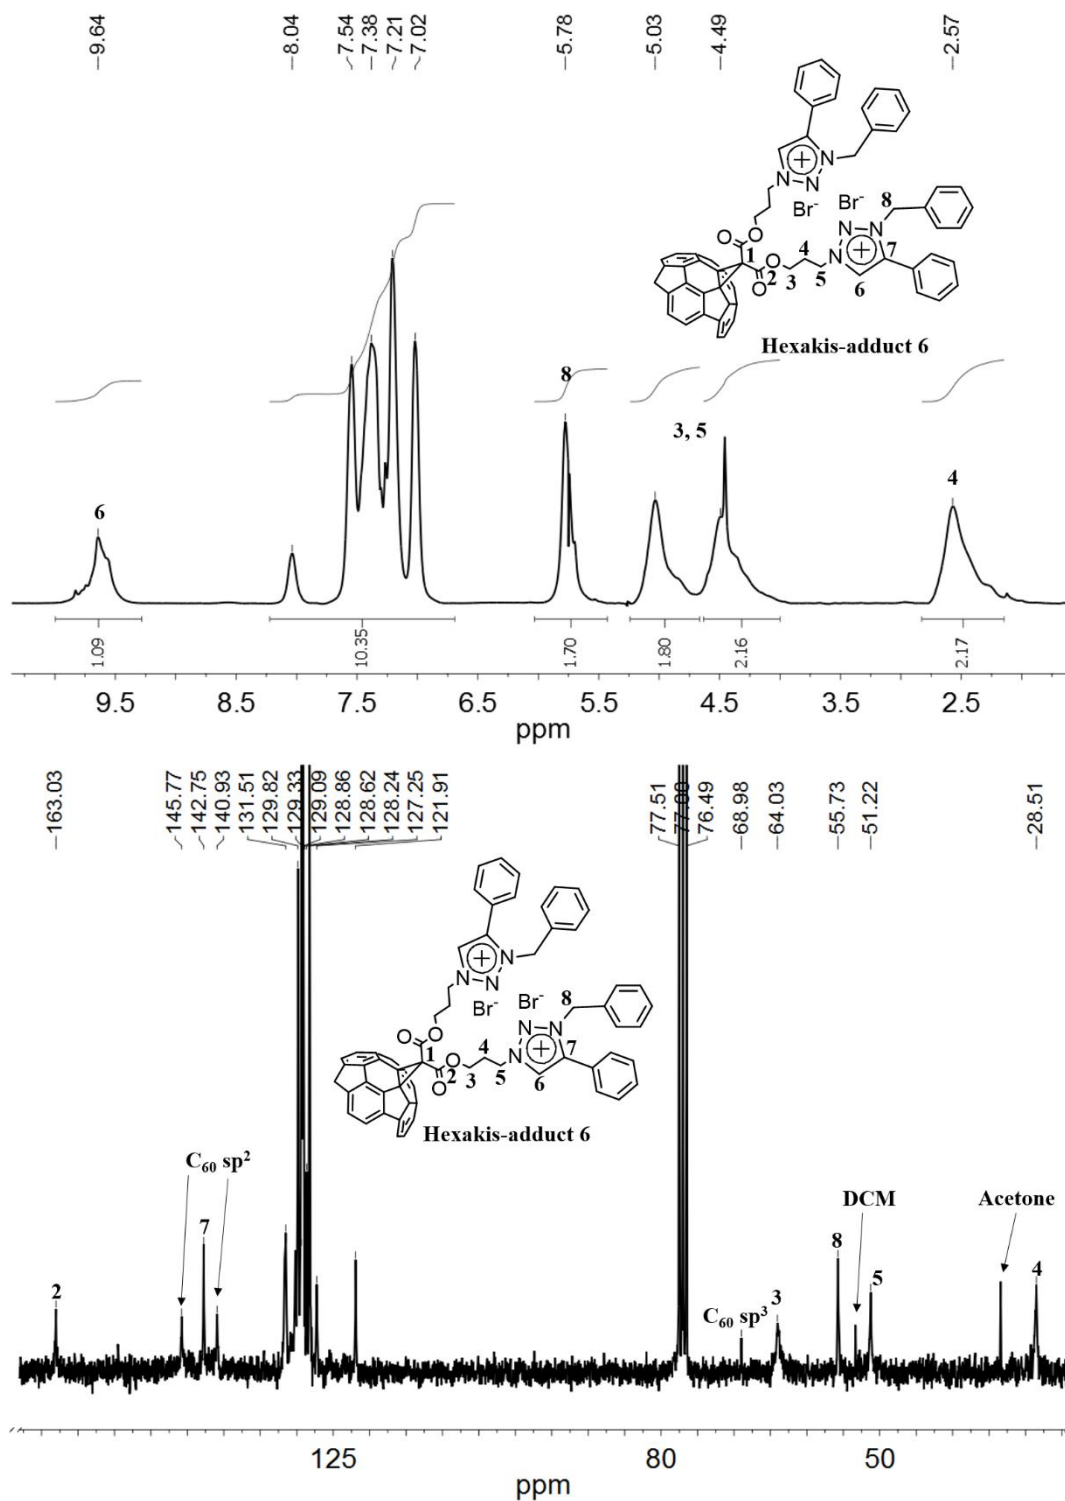 9.64
8.04
7.54
7.38
7.21
7.02
5.78
5.03
4.49
2.57
N
N
N
+
Br-
Br-
8
O
O
O
O
1
2
3
4
5
N
N
N
+
7
6
Hexakis-adduct 6
8
3, 5
6
4
1.09
10.35
1.70
1.80
2.16
2.17
9.5 8.5 7.5 6.5 5.5 4.5 3.5 2.5
ppm
163.03
145.77
142.75
140.93
131.51
129.82
129.33
129.09
128.86
128.62
128.24
127.25
121.91
77.51
77.00
76.49
68.98
64.03
55.73
51.22
28.51
N
N
N
+
Br-
Br-
8
O
O
O
O
1
2
3
4
5
N
N
N
+
7
6
Hexakis-adduct 6
C60 sp2
DCM
Acetone
7
8
2
5
4
3
C60 sp3
125 80 50
ppm